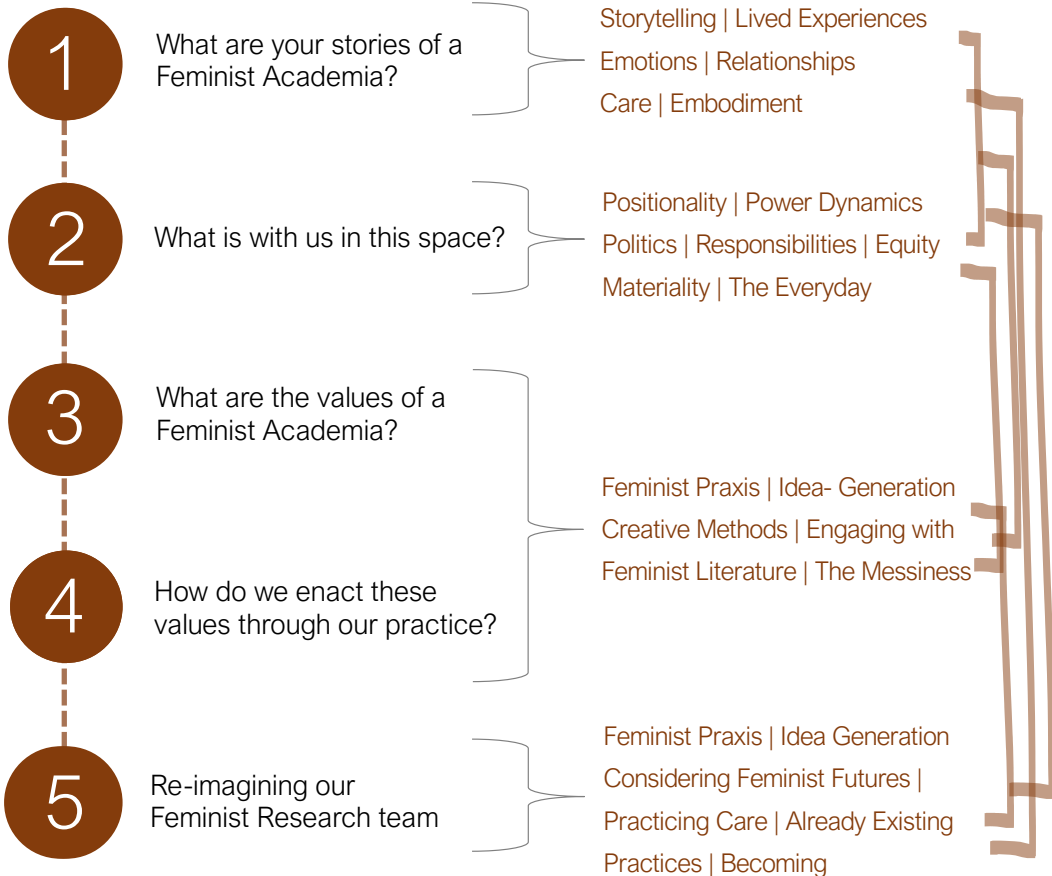 1
What are your stories of a
Feminist Academia?
Storytelling | Lived Experiences
Emotions | Relationships
Care | Embodiment
2
What is with us in this space?
Positionality | Power Dynamics
Politics | Responsibilities | Equity
Materiality | The Everyday
3
What are the values of a
Feminist Academia?
4
How do we enact these
values through our practice?
Feminist Praxis | Idea- Generation
Creative Methods | Engaging with
Feminist Literature | The Messiness
5
Re-imagining our
Feminist Research team
Feminist Praxis | Idea Generation
Considering Feminist Futures |
Practicing Care | Already Existing
Practices | Becoming